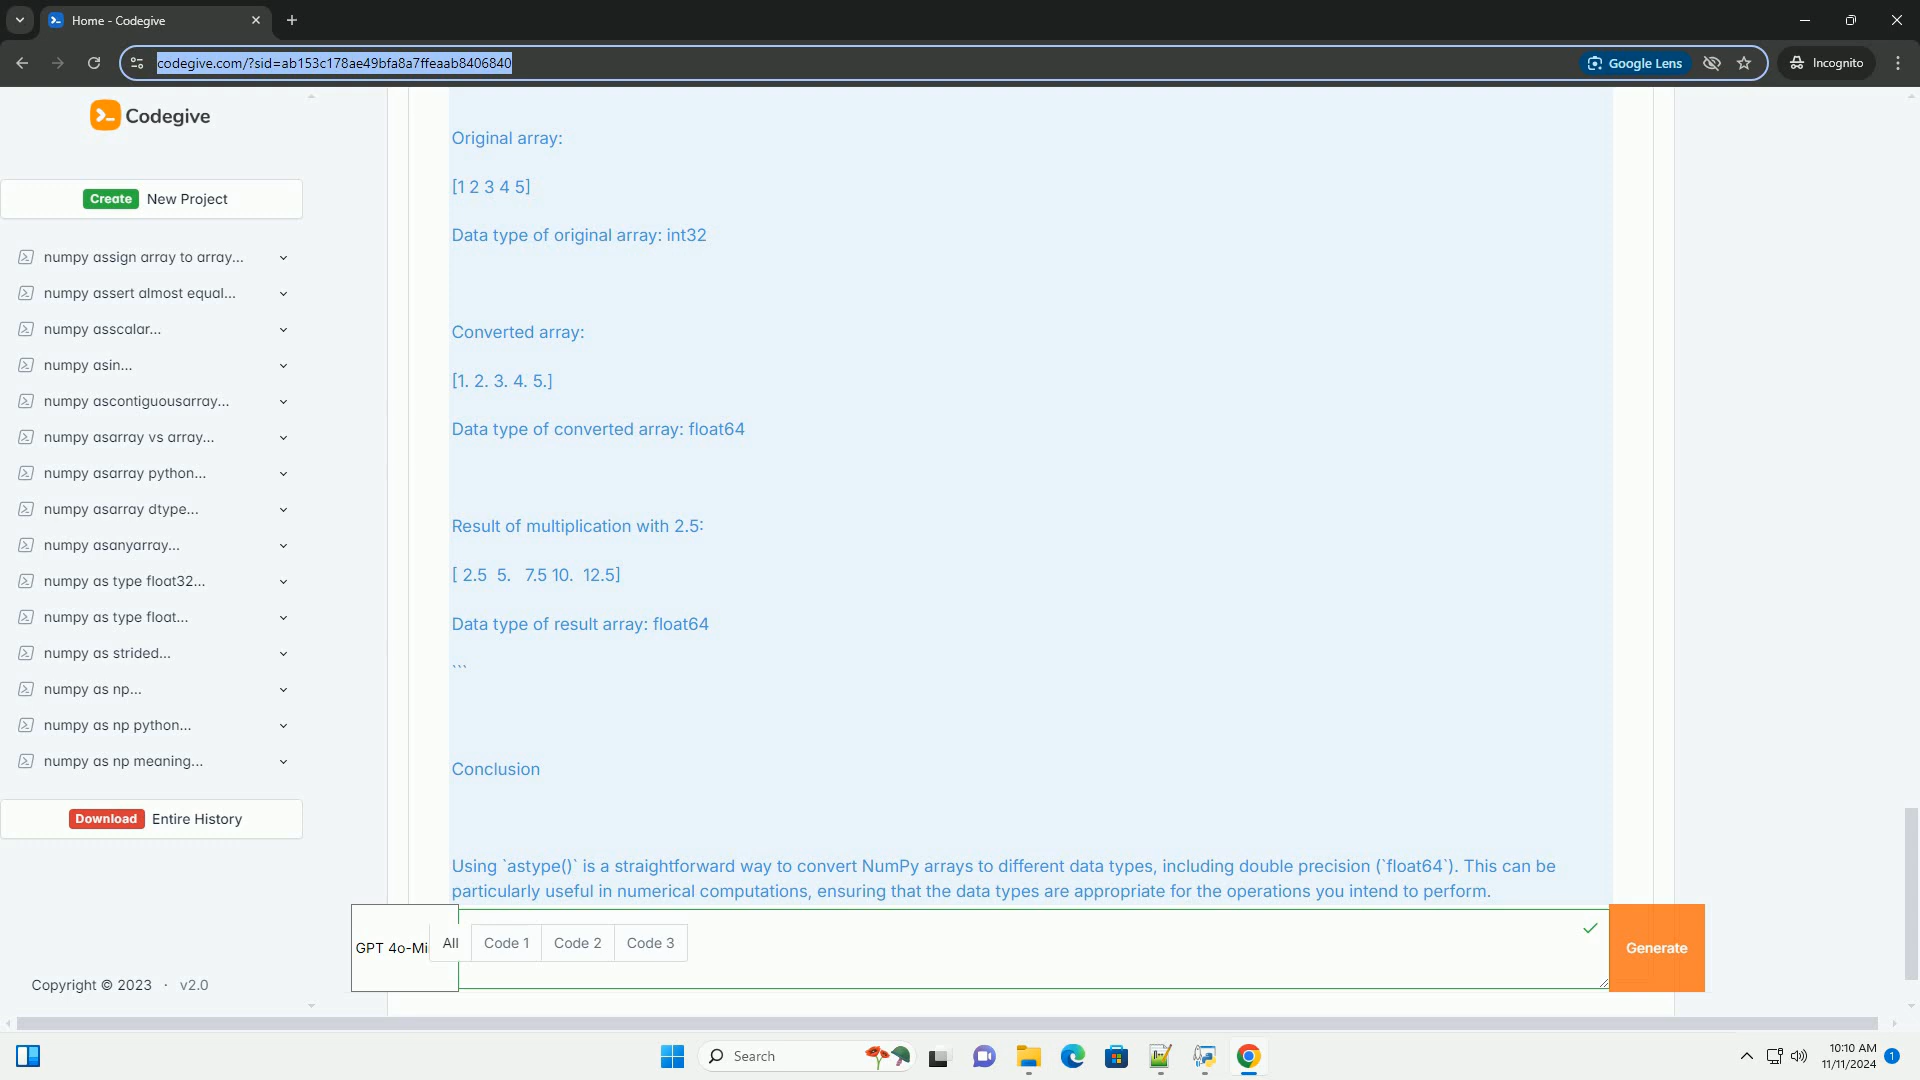 Home - Codegive
codegive.com/?sid=ab153c178ae49bfa8a7ffeaab8406840
Google Lens
Incognito
Codegive
Create New Project
numpy assign array to array...
numpy assert almost equal...
numpy asscalar...
numpy asin...
numpy ascontiguousarray...
numpy asarray vs array...
numpy asarray python...
numpy asarray dtype...
numpy asanyarray...
numpy as type float32...
numpy as type float...
numpy as strided...
numpy as np...
numpy as np python...
numpy as np meaning...
Download Entire History
Copyright © 2023 · v2.0
Original array:
[1 2 3 4 5]
Data type of original array: int32
Converted array:
[1. 2. 3. 4. 5.]
Data type of converted array: float64
Result of multiplication with 2.5:
[ 2.5 5. 7.5 10. 12.5]
Data type of result array: float64
```
Conclusion
Using `astype()` is a straightforward way to convert NumPy arrays to different data types, including double precision (`float64`). This can be
particularly useful in numerical computations, ensuring that the data types are appropriate for the operations you intend to perform.
GPT 4o-Mi
All Code 1 Code 2 Code 3
Generate
Search
10:10 AM
11/11/2024
1